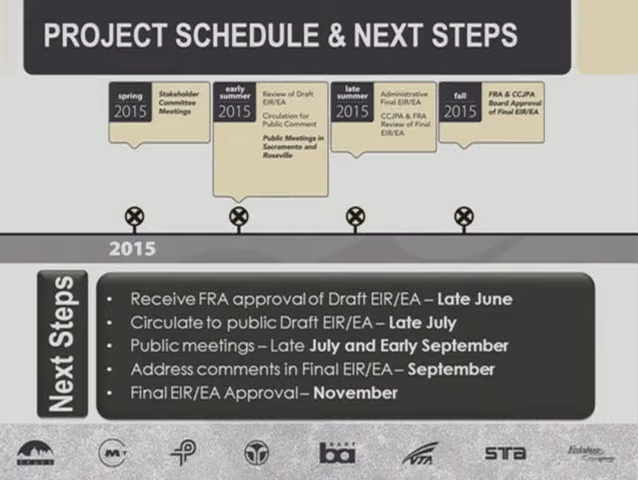 PROJECT SCHEDULE & NEXT STEPS
spring
2015
Stakeholder
Committee
Meetings
early
summer
2015
Review of Draft
EIR/EA
Circulation for
Public Comment
Public Meetings in
Sacramento and
Roseville
late
summer
2015
Administrative
Final EIR/EA
CCJPA & FRA
Review of Final
EIR/EA
fall
2015
FRA & CCJPA
Board Approval
of Final EIR/EA
2015
Next Steps
• Receive FRA approval of Draft EIR/EA – Late June
• Circulate to public Draft EIR/EA – Late July
• Public meetings – Late July and Early September
• Address comments in Final EIR/EA – September
• Final EIR/EA Approval – November
ba
VTA
STA